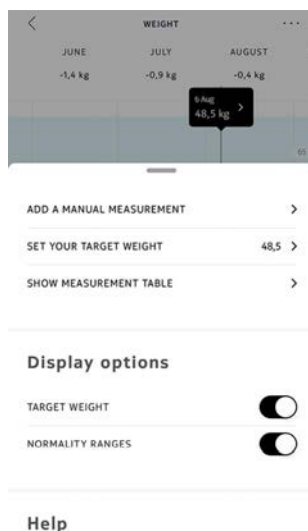 WEIGHT
JUNE JULY AUGUST
-1,4 kg -0,9 kg -0,4 kg
6 Aug
48,5 kg
65
ADD A MANUAL MEASUREMENT
SET YOUR TARGET WEIGHT 48,5
SHOW MEASUREMENT TABLE
Display options
TARGET WEIGHT
NORMALITY RANGES
Help